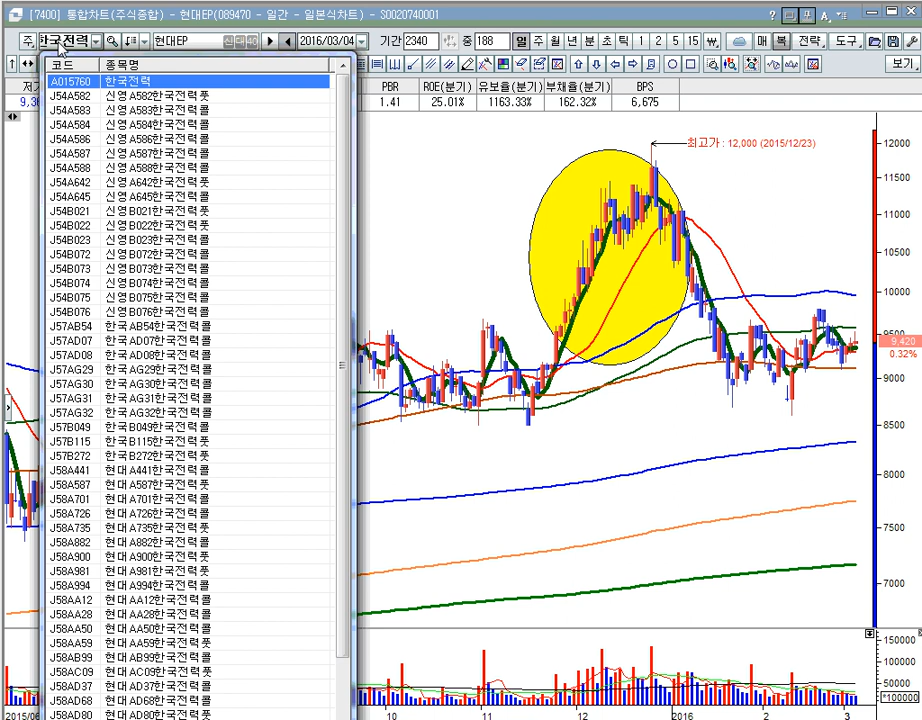 [7400] 통합차트(주식종합) - 현대EP(089470 - 일간 - 일본식차트) - S0020740001
주 한국전력 현대EP 2016/03/04 기간 2340 중 188 일 주 월 분 초 틱 1 2 5 15 매 복 전략 도구
보기
코드 종목명
PBR ROE(분기) 유보율(분기) 부채율(분기) BPS
1.41 25.01% 1163.33% 162.32% 6,675
A015760 한국전력
J54A582 신영A582한국전력풋
J54A583 신영A583한국전력콜
J54A584 신영A584한국전력콜
J54A586 신영A586한국전력콜
J54A587 신영A587한국전력콜
J54A588 신영A588한국전력콜
J54A642 신영A642한국전력풋
J54A645 신영A645한국전력콜
J54B021 신영B021한국전력풋
J54B022 신영B022한국전력풋
J54B023 신영B023한국전력콜
J54B072 신영B072한국전력콜
J54B073 신영B073한국전력콜
J54B074 신영B074한국전력콜
J54B075 신영B075한국전력콜
J54B076 신영B076한국전력콜
J57AB54 한국AB54한국전력콜
J57AD07 한국AD07한국전력콜
J57AD08 한국AD08한국전력콜
J57AG29 한국AG29한국전력콜
J57AG30 한국AG30한국전력콜
J57AG31 한국AG31한국전력콜
J57AG32 한국AG32한국전력콜
J57B049 한국B049한국전력콜
J57B115 한국B115한국전력풋
J57B272 한국B272한국전력풋
J58A441 현대A441한국전력콜
J58A587 현대A587한국전력풋
J58A701 현대A701한국전력콜
J58A726 현대A726한국전력콜
J58A735 현대A735한국전력풋
J58A882 현대A882한국전력콜
J58A900 현대A900한국전력풋
J58A981 현대A981한국전력풋
J58A994 현대A994한국전력콜
J58AA12 현대AA12한국전력콜
J58AA28 현대AA28한국전력콜
J58AA50 현대AA50한국전력콜
J58AA59 현대AA59한국전력콜
J58AB99 현대AB99한국전력콜
J58AC09 현대AC09한국전력풋
J58AD37 현대AD37한국전력콜
J58AD68 현대AD68한국전력콜
J58AD80 현대AD80한국전력풋
최고가 : 12,000 (2015/12/23)
12000
11500
11000
10500
10000
9500
9,420
0.32%
9000
8500
8000
7500
7000
150000
100000
50000
*100000
2015/06 10 11 12 2016 2 3